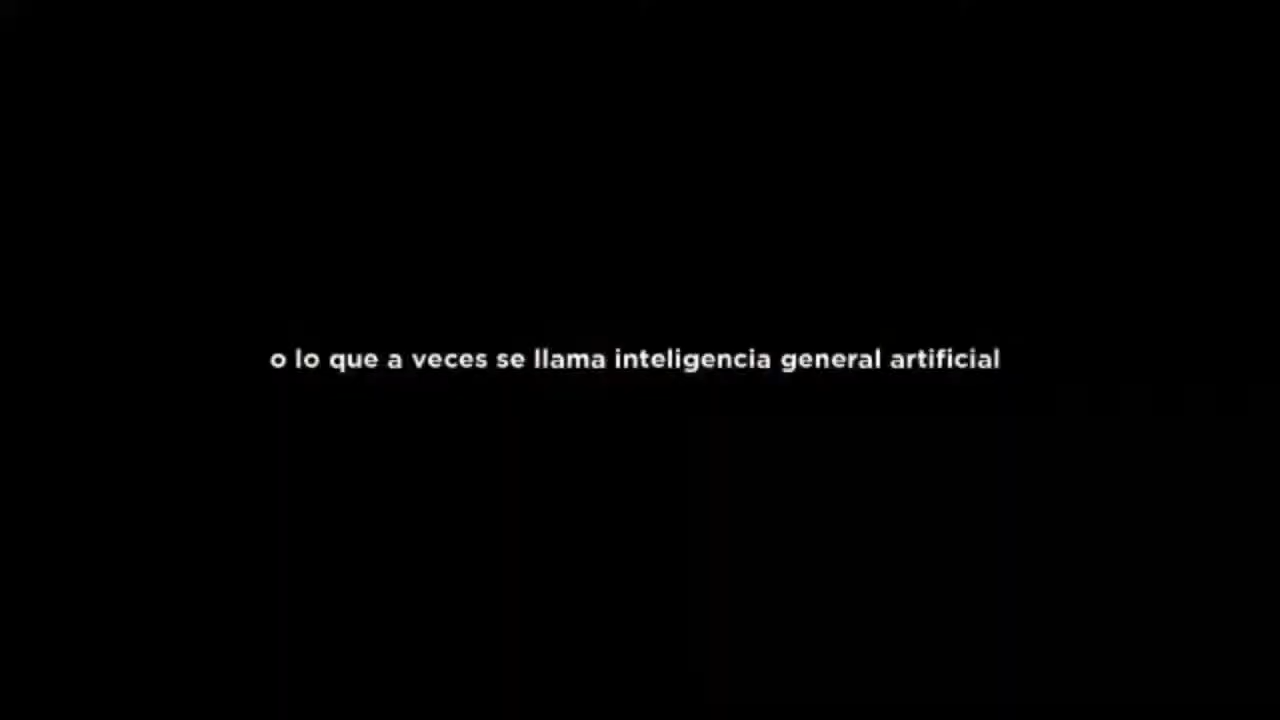 o lo que a veces se llama inteligencia general artificial